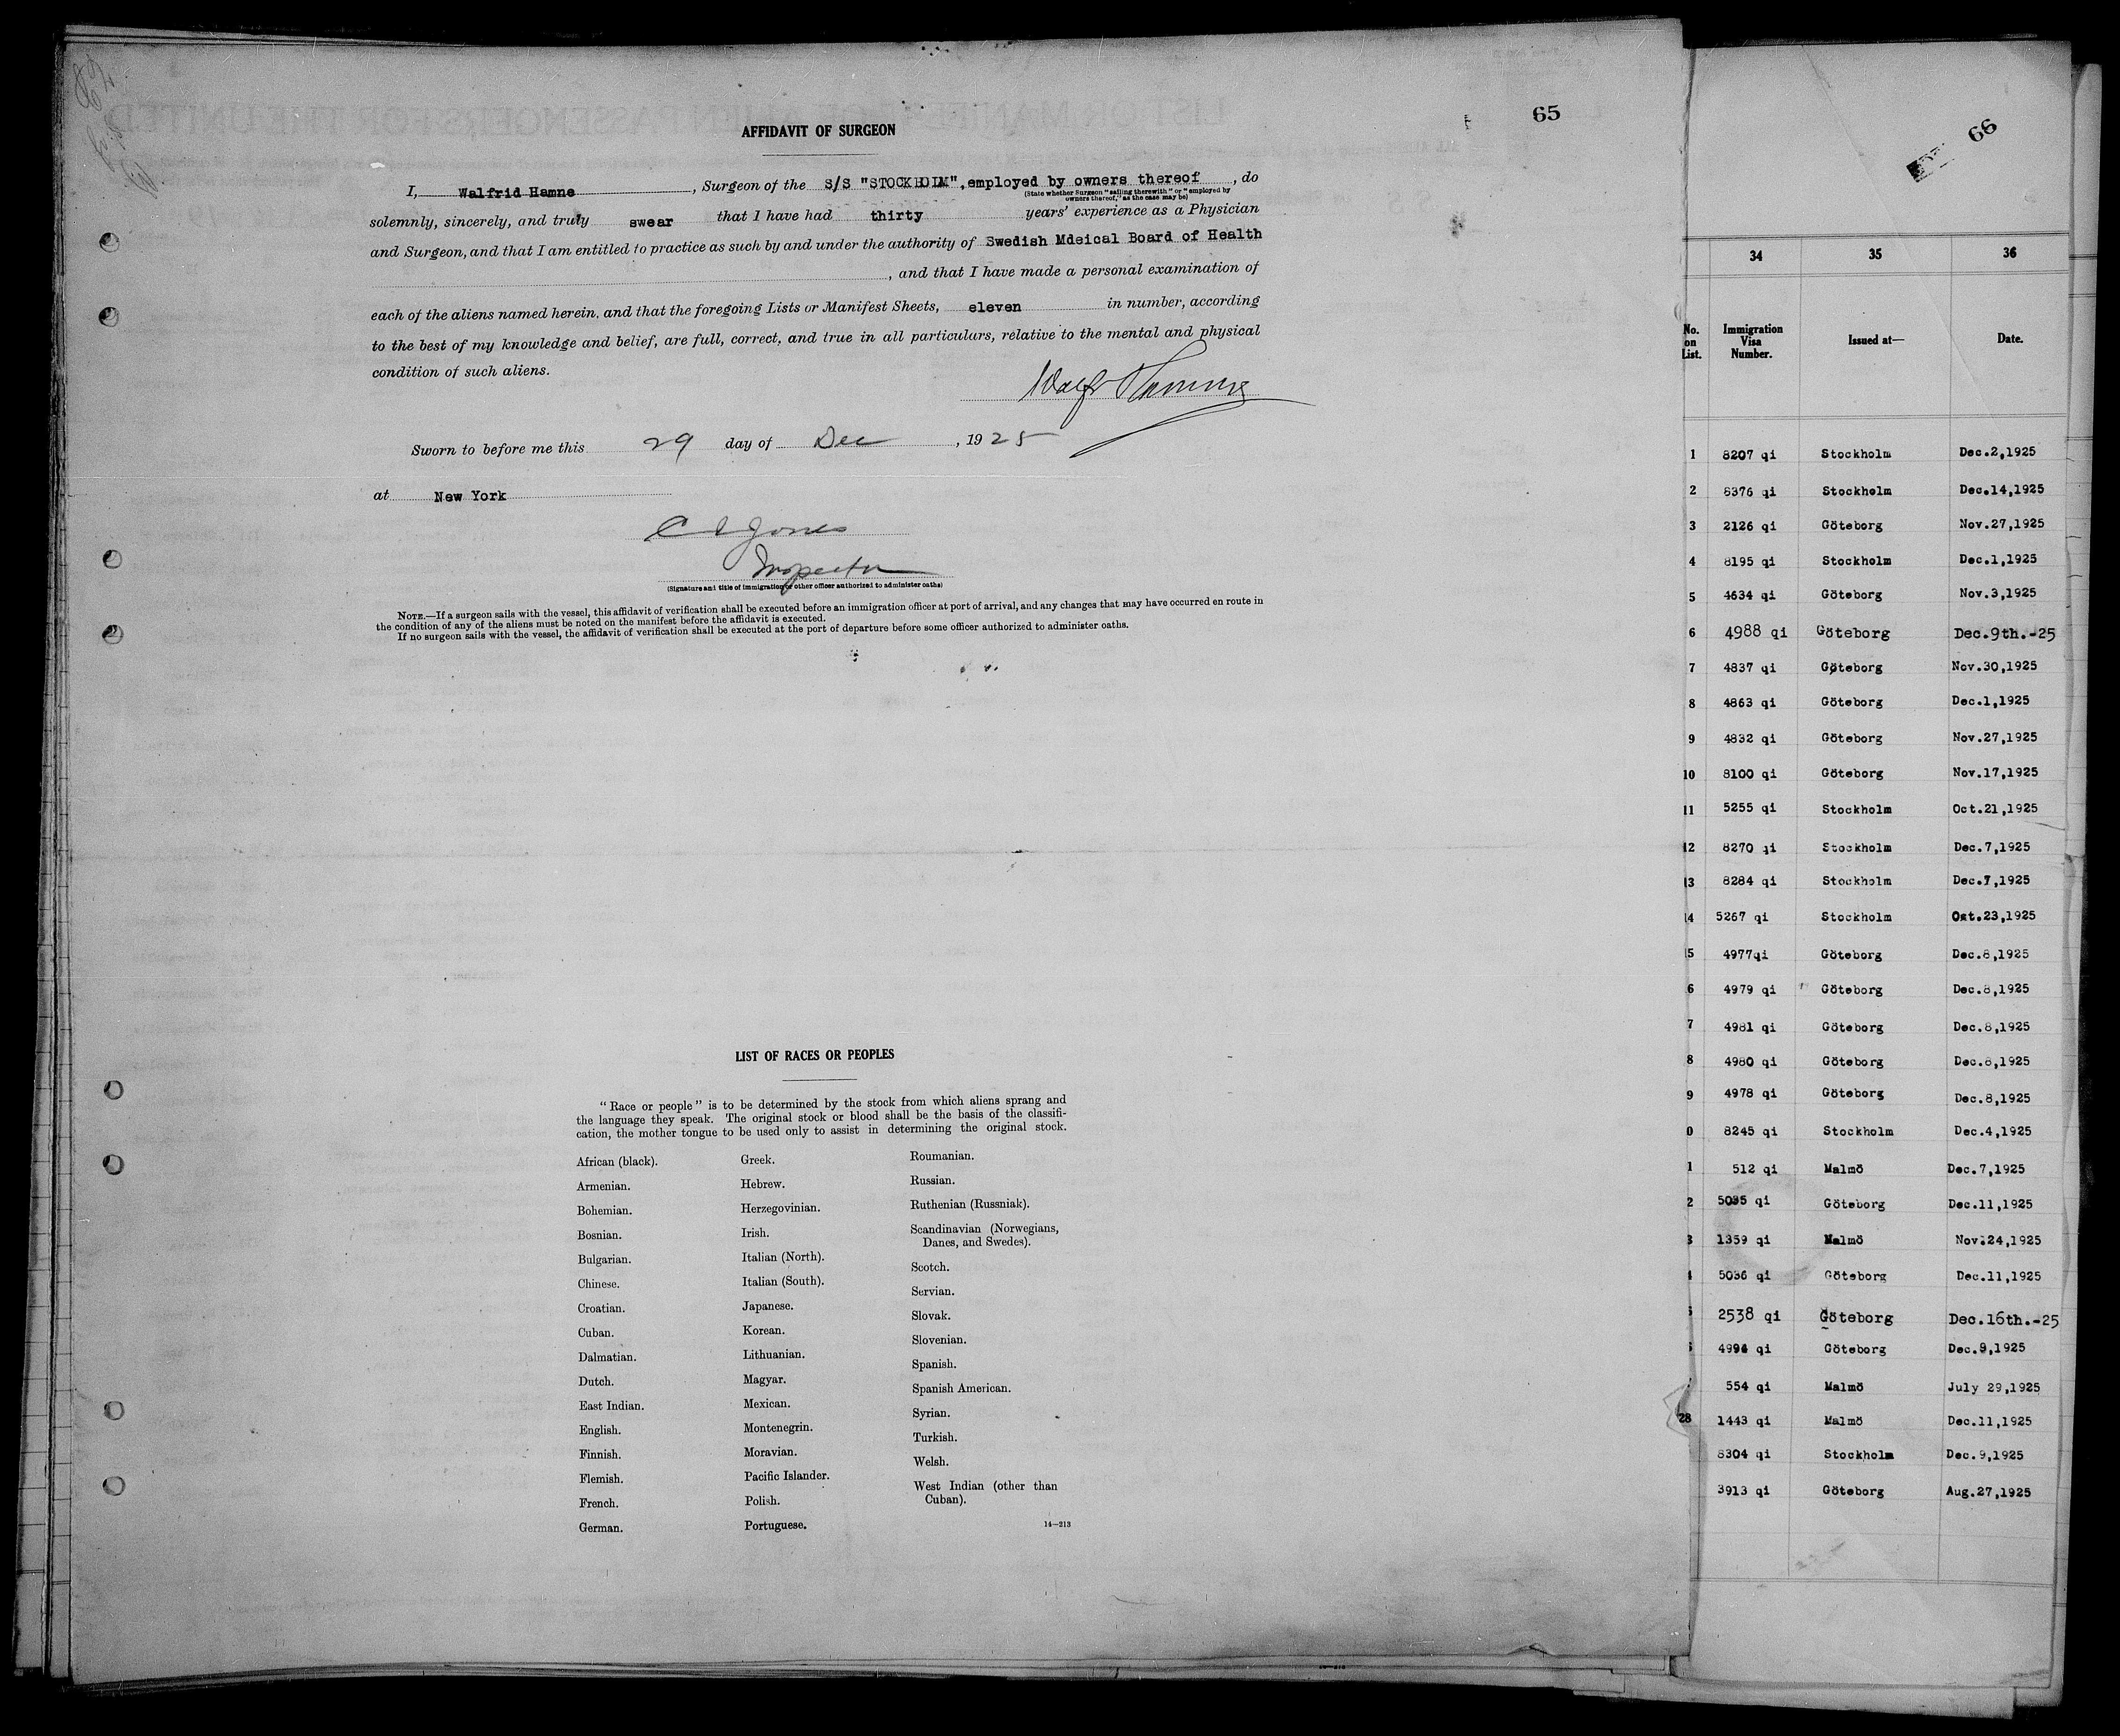 65
AFFIDAVIT OF SURGEON
I, Walfrid Hamne, Surgeon of the S/S "STOCKHOLM", employed by owners thereof, do
(State whether Surgeon "sailing therewith" or "employed by
owners thereof," as the case may be)
solemnly, sincerely, and truly swear that I have had thirty years' experience as a Physician
and Surgeon, and that I am entitled to practice as such by and under the authority of Swedish Mdeical Board of Health
, and that I have made a personal examination of
each of the aliens named herein, and that the foregoing Lists or Manifest Sheets, eleven in number, according
to the best of my knowledge and belief, are full, correct, and true in all particulars, relative to the mental and physical
condition of such aliens.
Sworn to before me this 29 day of Dec, 1925
at New York
C I Jones
Inspector
(Signature and title of immigration or other officer authorized to administer oaths)
NOTE.—If a surgeon sails with the vessel, this affidavit of verification shall be executed before an immigration officer at port of arrival, and any changes that may have occurred en route in
the condition of any of the aliens must be noted on the manifest before the affidavit is executed.
If no surgeon sails with the vessel, the affidavit of verification shall be executed at the port of departure before some officer authorized to administer oaths.
LIST OF RACES OR PEOPLES
"Race or people" is to be determined by the stock from which aliens sprang and
the language they speak. The original stock or blood shall be the basis of the classifi-
cation, the mother tongue to be used only to assist in determining the original stock.
African (black).
Armenian.
Bohemian.
Bosnian.
Bulgarian.
Chinese.
Croatian.
Cuban.
Dalmatian.
Dutch.
East Indian.
English.
Finnish.
Flemish.
French.
German.
Greek.
Hebrew.
Herzegovinian.
Irish.
Italian (North).
Italian (South).
Japanese.
Korean.
Lithuanian.
Magyar.
Mexican.
Montenegrin.
Moravian.
Pacific Islander.
Polish.
Portuguese.
Roumanian.
Russian.
Ruthenian (Russniak).
Scandinavian (Norwegians,
Danes, and Swedes).
Scotch.
Servian.
Slovak.
Slovenian.
Spanish.
Spanish American.
Syrian.
Turkish.
Welsh.
West Indian (other than
Cuban).
14—213
66
34 35 36
No. on List. Immigration Visa Number. Issued at— Date.
1 8207 qi Stockholm Dec.2,1925
2 8376 qi Stockholm Dec.14,1925
3 2126 qi Göteborg Nov.27,1925
4 8195 qi Stockholm Dec.1,1925
5 4634 qi Göteborg Nov.3,1925
6 4988 qi Göteborg Dec.9th.-25
7 4837 qi Göteborg Nov.30,1925
8 4863 qi Göteborg Dec.1,1925
9 4832 qi Göteborg Nov.27,1925
10 8100 qi Göteborg Nov.17,1925
11 5255 qi Stockholm Oct.21,1925
12 8270 qi Stockholm Dec.7,1925
13 8284 qi Stockholm Dec.7,1925
14 5267 qi Stockholm Oct.23,1925
5 4977qi Göteborg Dec.8,1925
6 4979 qi Göteborg Dec.8,1925
7 4981 qi Göteborg Dec.8,1925
8 4980 qi Göteborg Dec.8,1925
9 4978 qi Göteborg Dec.8,1925
0 8245 qi Stockholm Dec.4,1925
1 512 qi Malmö Dec.7,1925
2 5035 qi Göteborg Dec.11,1925
3 1359 qi Malmö Nov.24,1925
5036 qi Göteborg Dec.11,1925
2538 qi Göteborg Dec.16th.-25
4994 qi Göteborg Dec.9,1925
554 qi Malmö July 29,1925
28 1443 qi Malmö Dec.11,1925
8304 qi Stockholm Dec.9,1925
3913 qi Göteborg Aug.27,1925